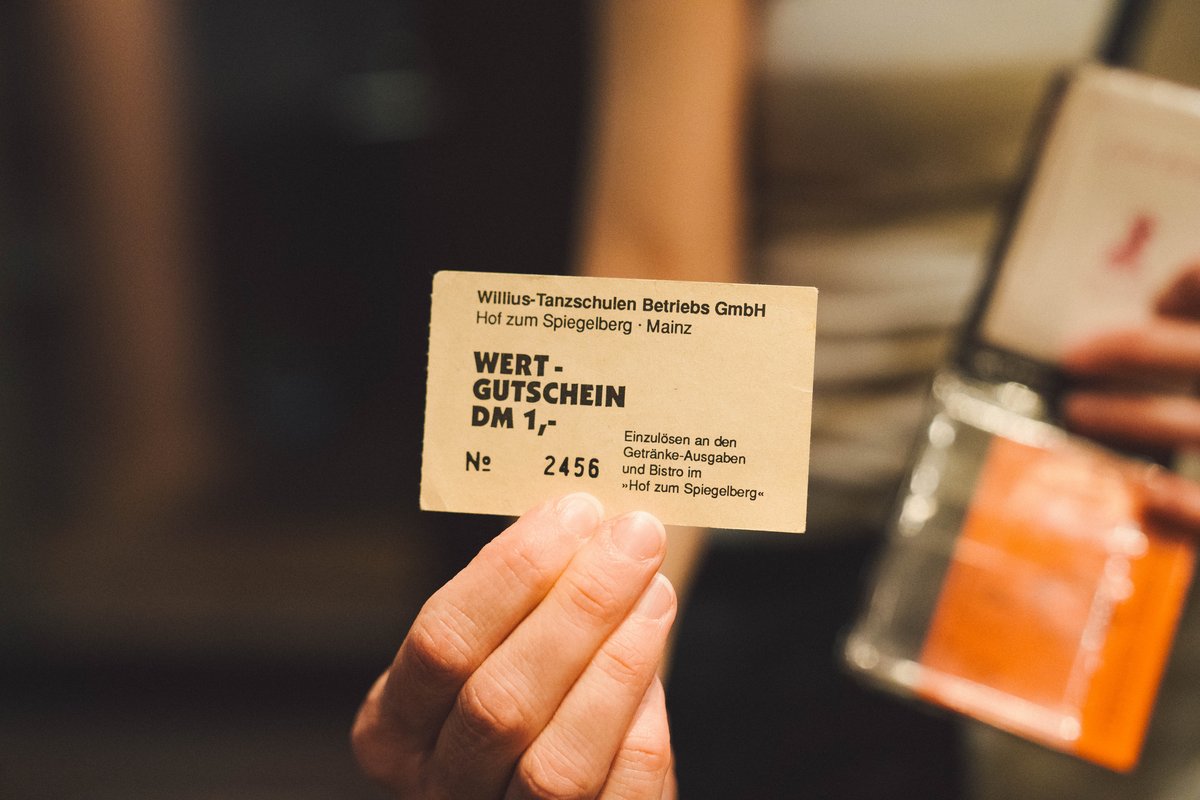 Willius-Tanzschulen Betriebs GmbH
Hof zum Spiegelberg · Mainz
WERT-
GUTSCHEIN
DM 1,-
Nº 2456
Einzulösen an den
Getränke-Ausgaben
und Bistro im
»Hof zum Spiegelberg«